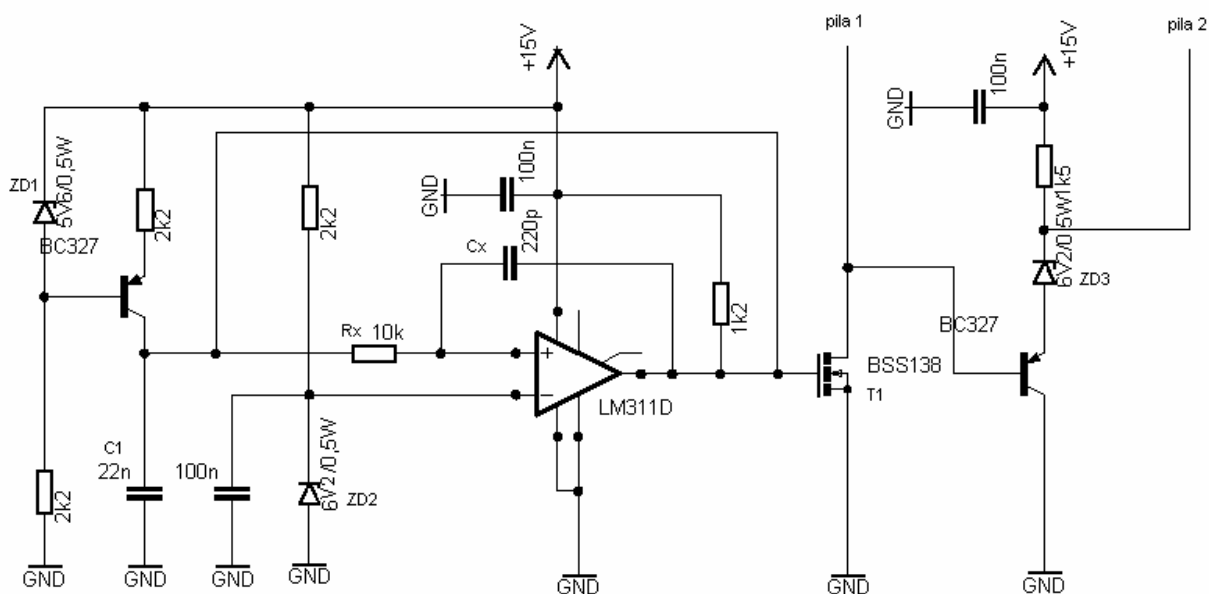 pila 1
pila 2
+15V
+15V
100n
GND
ZD1
5V6/0,5W
2k2
BC327
2k2
GND
100n
Cx
220p
1k2
1k5
6V2/0,5W
ZD3
Rx
10k
BC327
BSS138
T1
LM311D
C1
22n
100n
6V2/0,5W
ZD2
2k2
GND
GND
GND
GND
GND
GND
GND